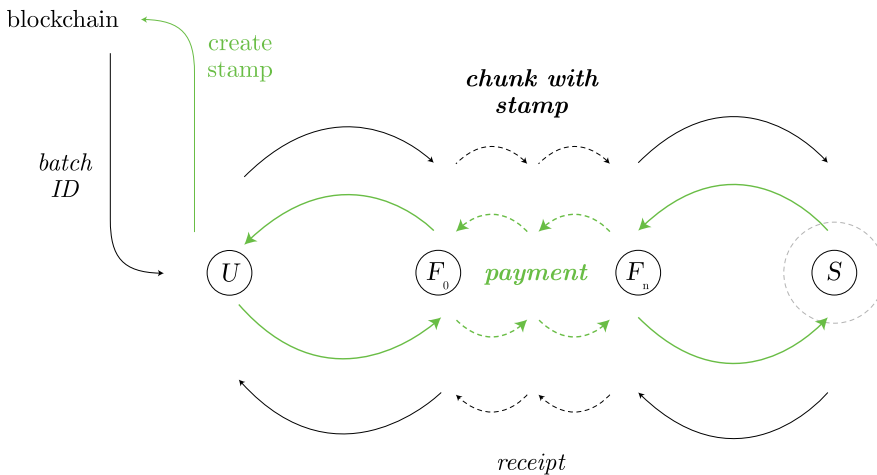 blockchain
create
stamp
chunk with
stamp
batch
ID
U
F₀
payment
Fₙ
S
receipt